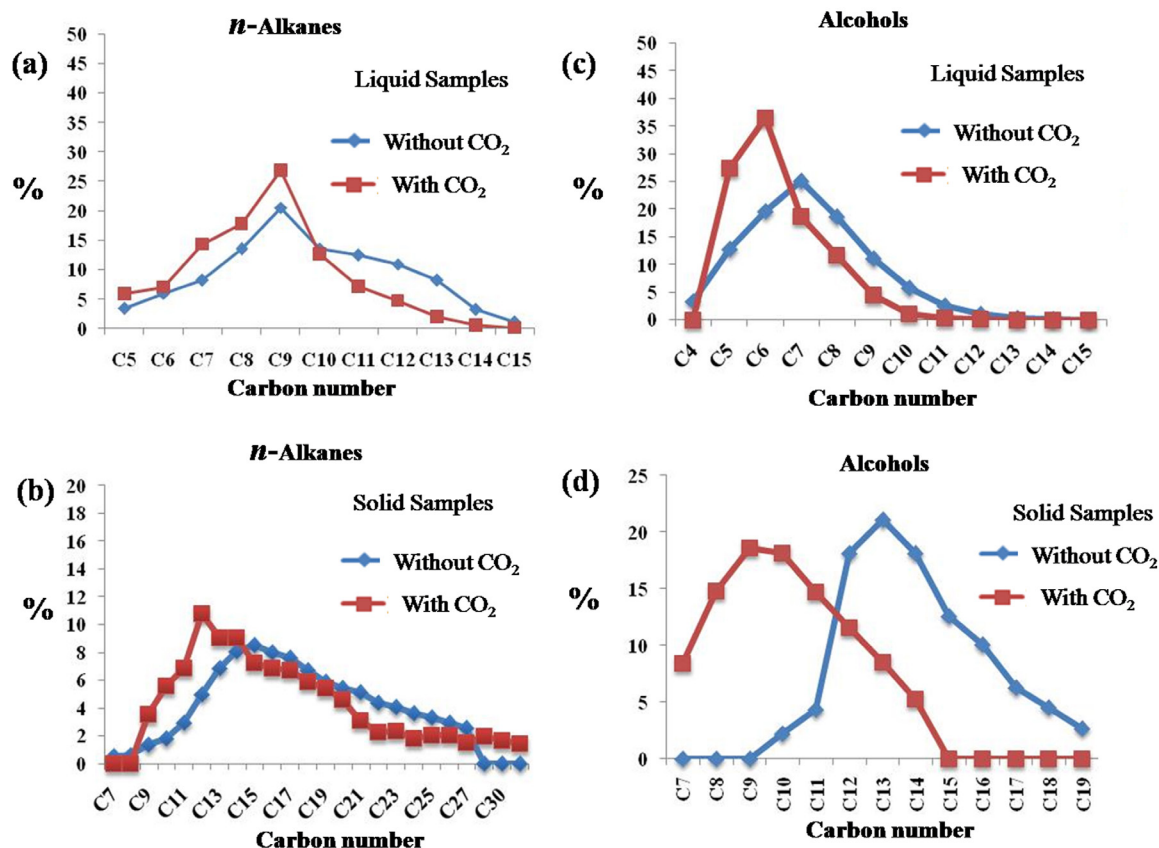 n-Alkanes
(a)
Liquid Samples
Without CO₂
With CO₂
%
50
45
40
35
30
25
20
15
10
5
0
C5 C6 C7 C8 C9 C10 C11 C12 C13 C14 C15
Carbon number
Alcohols
(c)
Liquid Samples
Without CO₂
With CO₂
%
50
45
40
35
30
25
20
15
10
5
0
C4 C5 C6 C7 C8 C9 C10 C11 C12 C13 C14 C15
Carbon number
n-Alkanes
(b)
Solid Samples
Without CO₂
With CO₂
%
20
18
16
14
12
10
8
6
4
2
0
C7 C9 C11 C13 C15 C17 C19 C21 C23 C25 C27 C30
Carbon number
Alcohols
(d)
Solid Samples
Without CO₂
With CO₂
%
25
20
15
10
5
0
C7 C8 C9 C10 C11 C12 C13 C14 C15 C16 C17 C18 C19
Carbon number